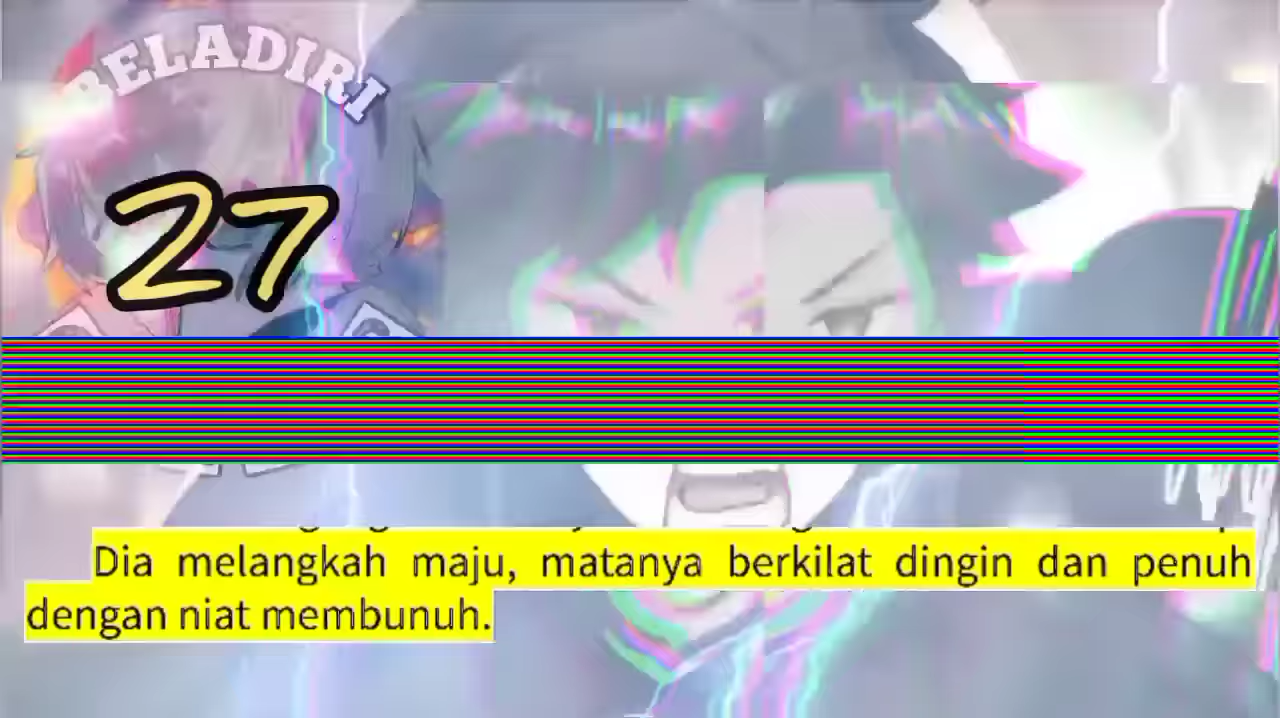 BELADIRI
27
Dia melangkah maju, matanya berkilat dingin dan penuh
dengan niat membunuh.